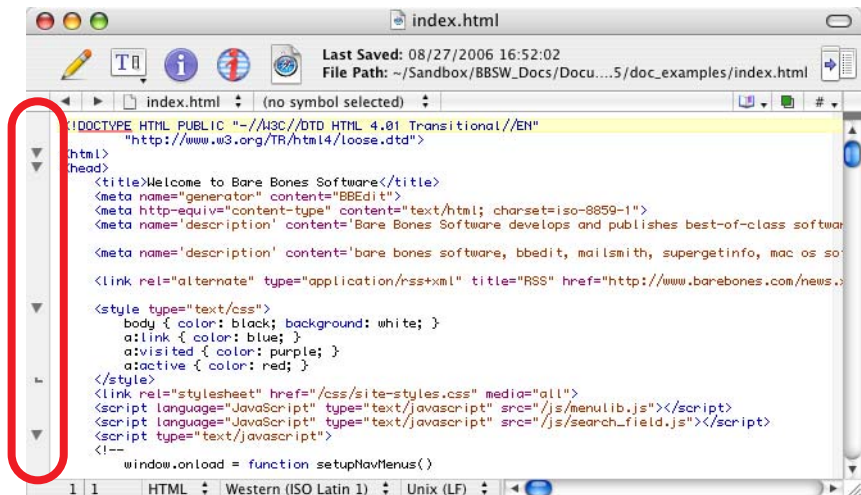 index.html
Last Saved: 08/27/2006 16:52:02
File Path: ~/Sandbox/BBSW_Docs/Docu....5/doc_examples/index.html
index.html (no symbol selected) #
<!DOCTYPE HTML PUBLIC "-//W3C//DTD HTML 4.01 Transitional//EN"
"http://www.w3.org/TR/html4/loose.dtd">
<html>
<head>
<title>Welcome to Bare Bones Software</title>
<meta name="generator" content="BBEdit">
<meta http-equiv="content-type" content="text/html; charset=iso-8859-1">
<meta name='description' content='Bare Bones Software develops and publishes best-of-class softwar
<meta name='description' content='bare bones software, bbedit, mailsmith, supergetinfo, mac os so
<link rel="alternate" type="application/rss+xml" title="RSS" href="http://www.barebones.com/news.x
<style type="text/css">
body { color: black; background: white; }
a:link { color: blue; }
a:visited { color: purple; }
a:active { color: red; }
</style>
<link rel="stylesheet" href="/css/site-styles.css" media="all">
<script language="JavaScript" type="text/javascript" src="/js/menulib.js"></script>
<script language="JavaScript" type="text/javascript" src="/js/search_field.js"></script>
<script type="text/javascript">
<!--
window.onload = function setupNavMenus()
1 1 HTML Western (ISO Latin 1) Unix (LF)